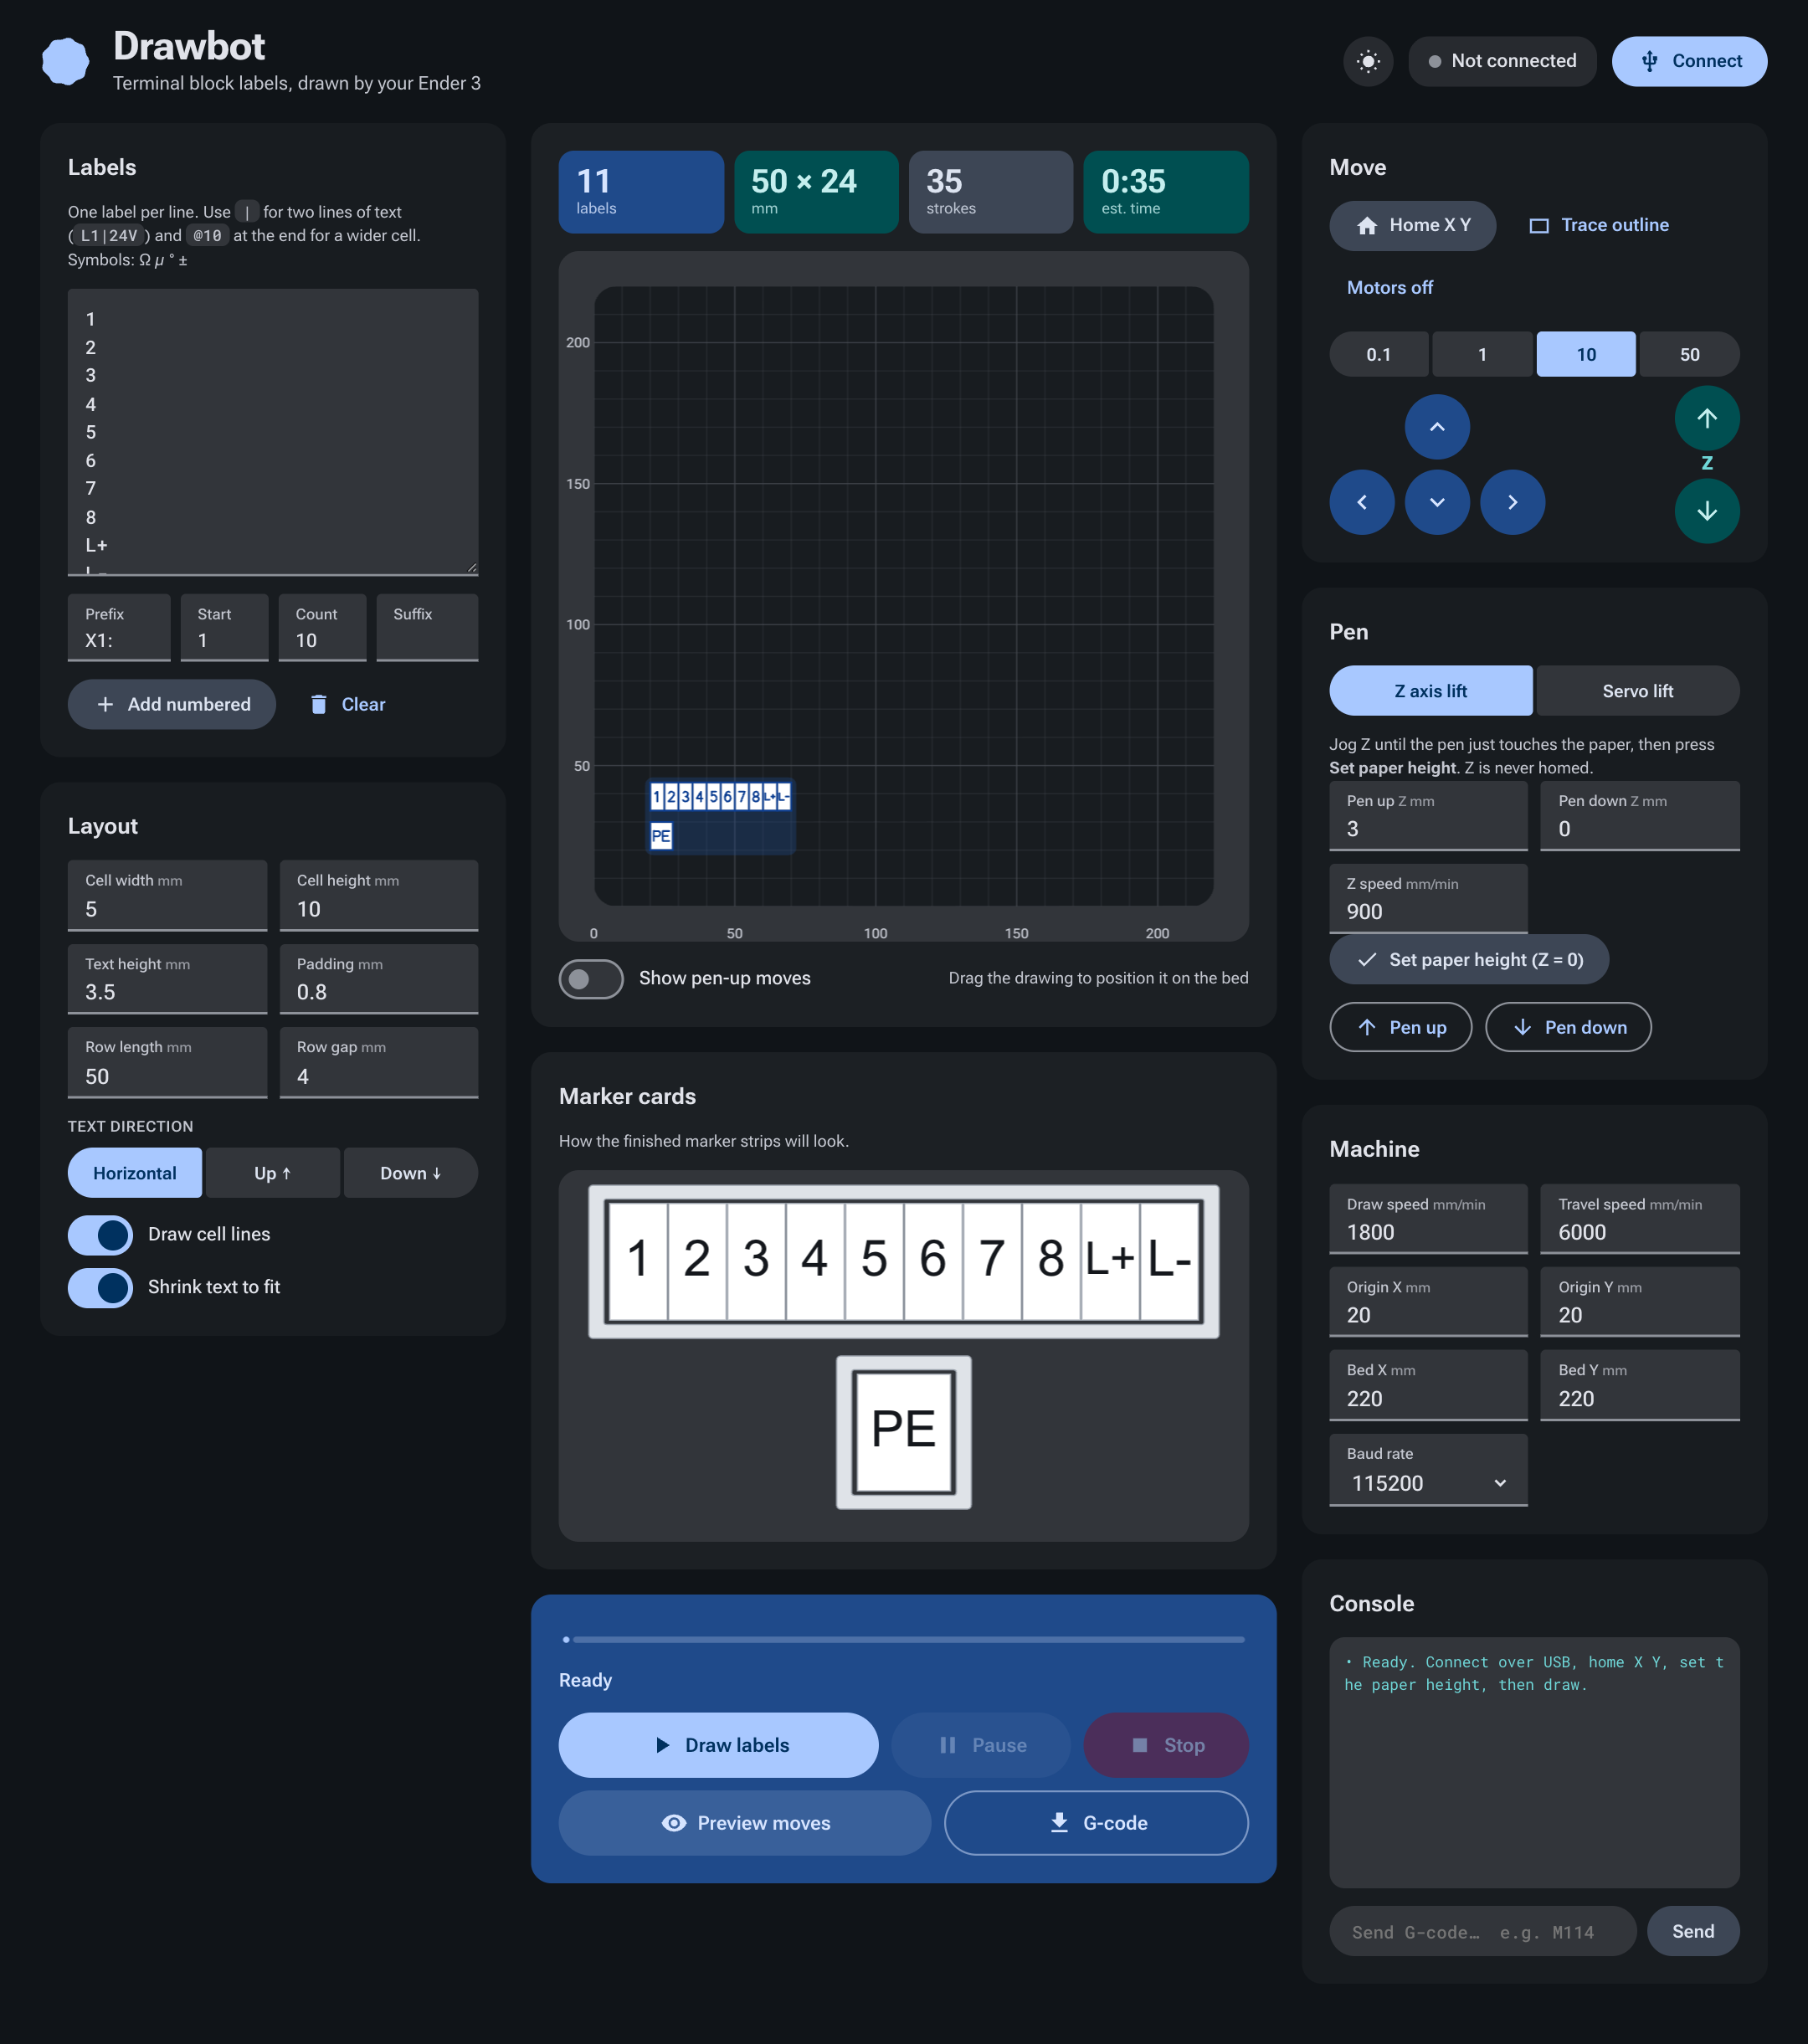 Drawbot
Terminal block labels, drawn by your Ender 3
Not connected
Connect
Labels
One label per line. Use | for two lines of text
(L1|24V) and @10 at the end for a wider cell.
Symbols: Ω µ ° ±
1
2
3
4
5
6
7
8
L+
Prefix
X1:
Start
1
Count
10
Suffix
Add numbered
Clear
Layout
Cell width mm
5
Cell height mm
10
Text height mm
3.5
Padding mm
0.8
Row length mm
50
Row gap mm
4
TEXT DIRECTION
Horizontal
Up ↑
Down ↓
Draw cell lines
Shrink text to fit
11
labels
50 × 24
mm
35
strokes
0:35
est. time
200
150
100
50
1 2 3 4 5 6 7 8 L+ L-
PE
0 50 100 150 200
Show pen-up moves
Drag the drawing to position it on the bed
Marker cards
How the finished marker strips will look.
1 2 3 4 5 6 7 8 L+ L-
PE
Ready
Draw labels
Pause
Stop
Preview moves
G-code
Move
Home X Y
Trace outline
Motors off
0.1
1
10
50
Z
Pen
Z axis lift
Servo lift
Jog Z until the pen just touches the paper, then press
Set paper height. Z is never homed.
Pen up Z mm
3
Pen down Z mm
0
Z speed mm/min
900
Set paper height (Z = 0)
Pen up
Pen down
Machine
Draw speed mm/min
1800
Travel speed mm/min
6000
Origin X mm
20
Origin Y mm
20
Bed X mm
220
Bed Y mm
220
Baud rate
115200
Console
· Ready. Connect over USB, home X Y, set t
he paper height, then draw.
Send G-code… e.g. M114
Send